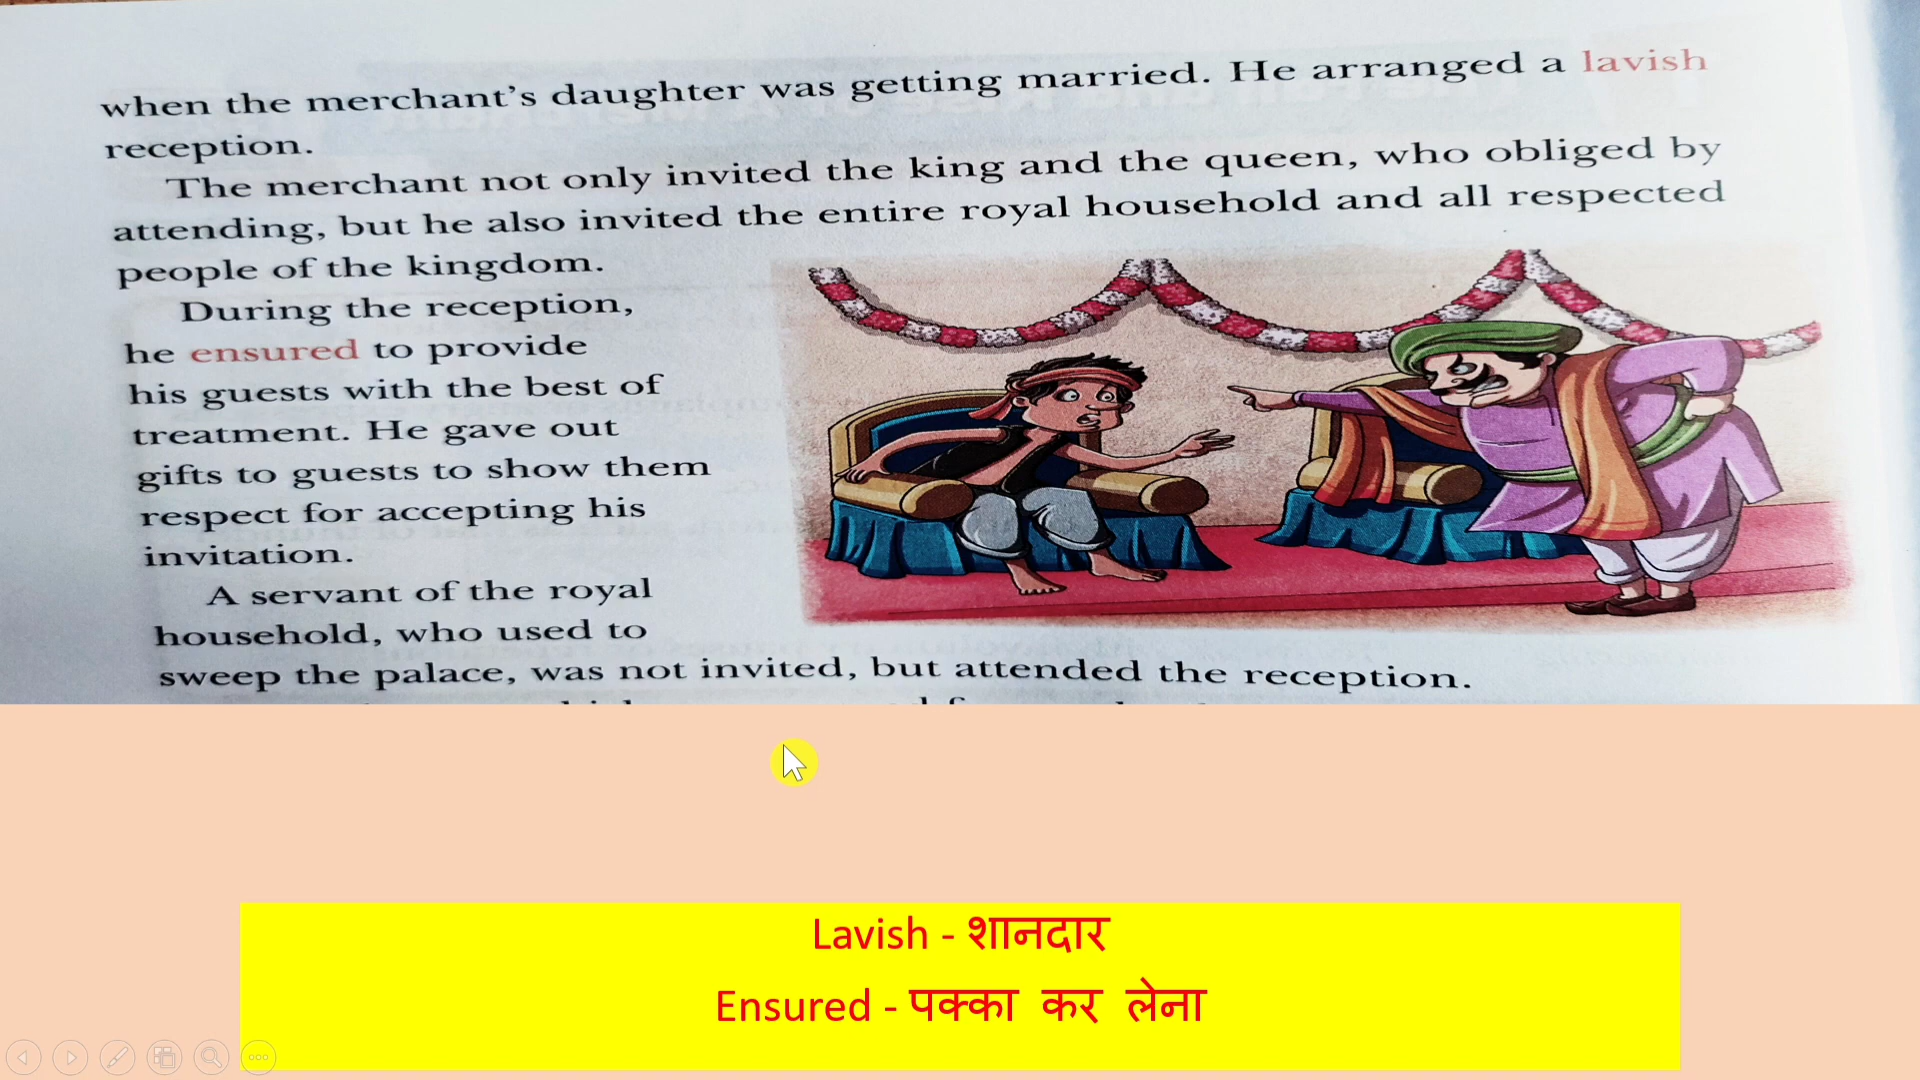 when the merchant's daughter was getting married. He arranged a lavish
reception.
The merchant not only invited the king and the queen, who obliged by
attending, but he also invited the entire royal household and all respected
people of the kingdom.
During the reception,
he ensured to provide
his guests with the best of
treatment. He gave out
gifts to guests to show them
respect for accepting his
invitation.
A servant of the royal
household, who used to
sweep the palace, was not invited, but attended the reception.
Lavish - शानदार
Ensured - पक्का कर लेना